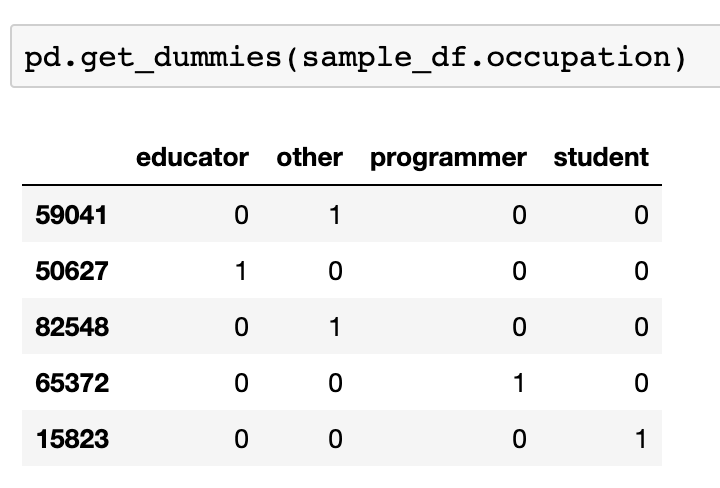 pd.get_dummies(sample_df.occupation)
educator other programmer student
59041 0 1 0 0
50627 1 0 0 0
82548 0 1 0 0
65372 0 0 1 0
15823 0 0 0 1